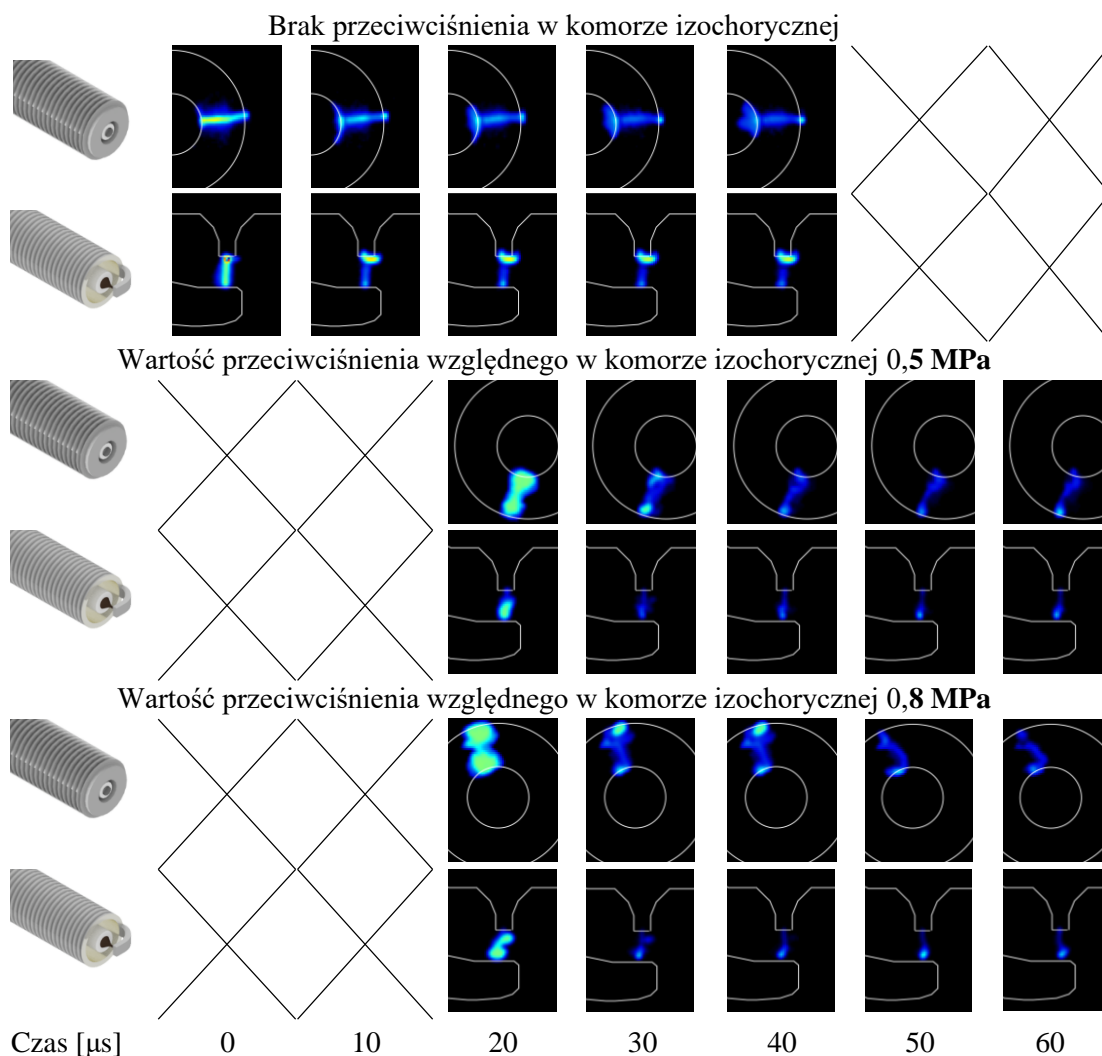 Brak przeciwciśnienia w komorze izochorycznej
Wartość przeciwciśnienia względnego w komorze izochorycznej 0,5 MPa
Wartość przeciwciśnienia względnego w komorze izochorycznej 0,8 MPa
Czas [μs] 0 10 20 30 40 50 60